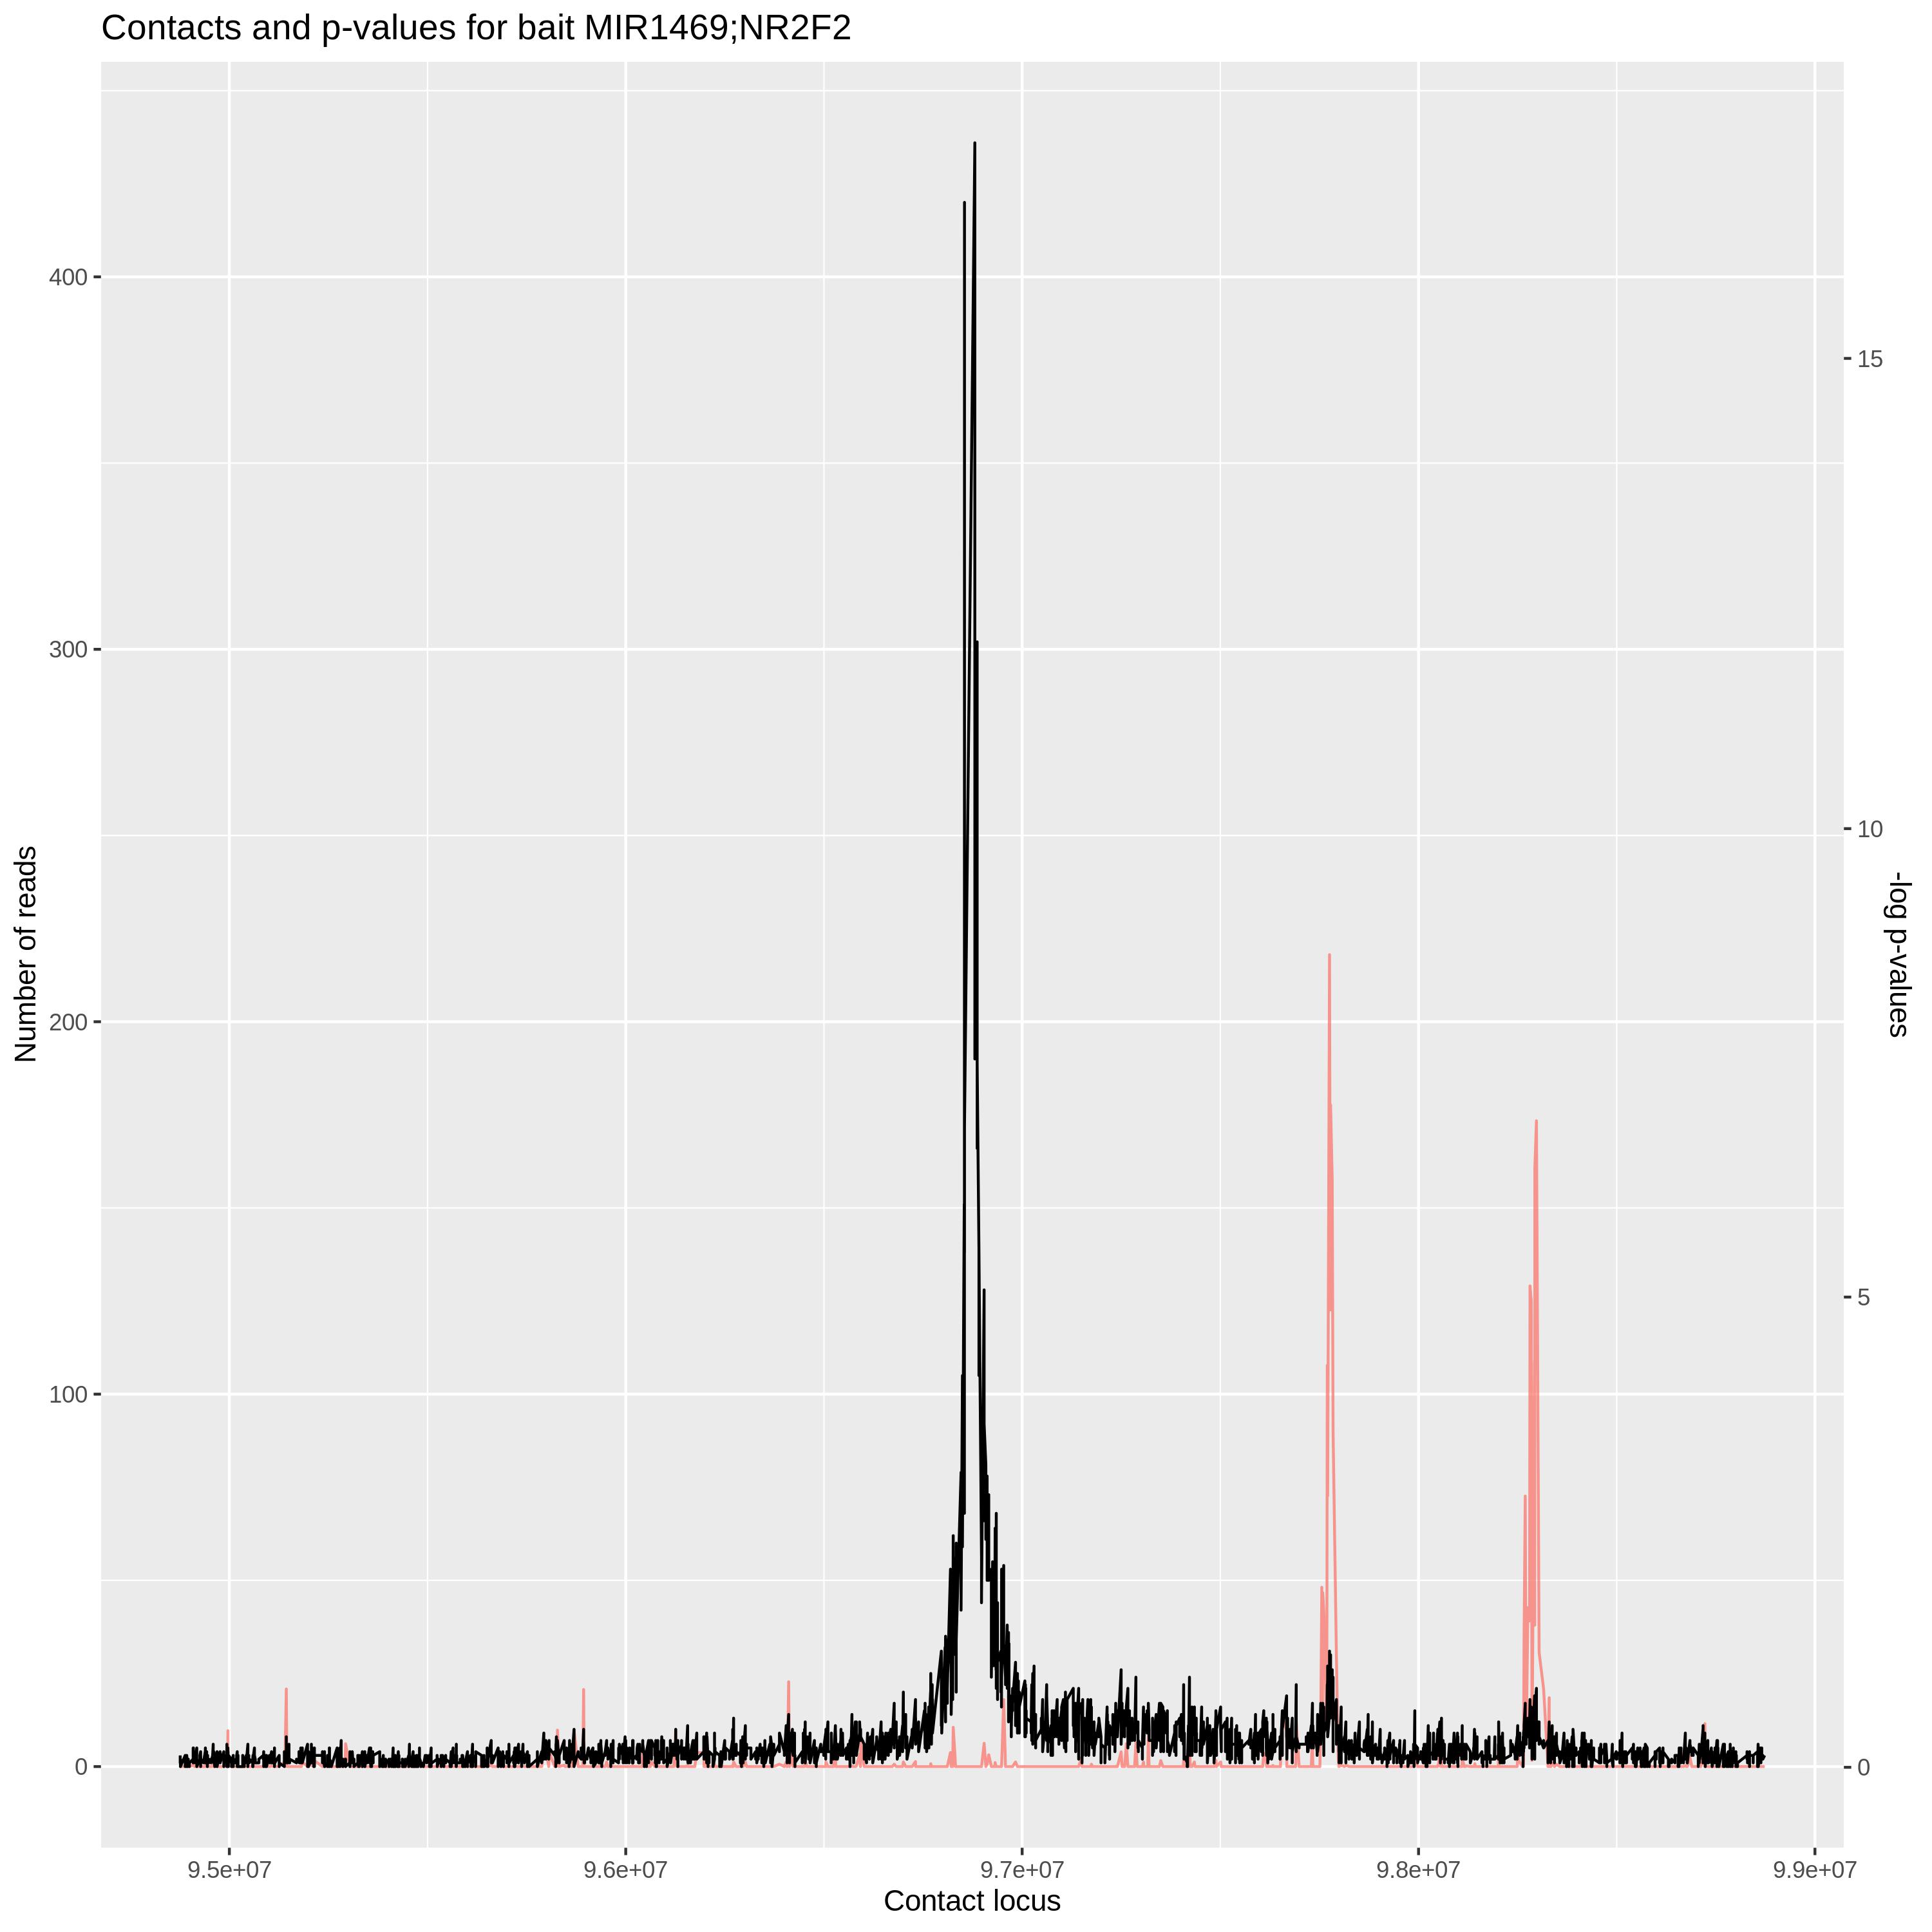 Contacts and p-values for bait MIR1469;NR2F2
400
300
200
100
0
Number of reads
15
10
5
0
-log p-values
9.5e+07
9.6e+07
9.7e+07
9.8e+07
9.9e+07
Contact locus